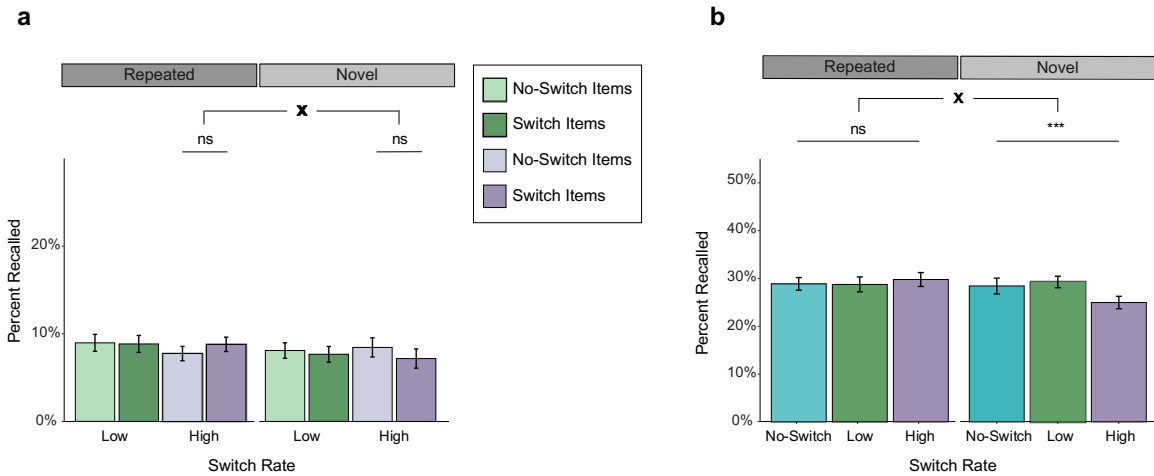 a
Repeated
Novel
x
ns
ns
No-Switch Items
Switch Items
No-Switch Items
Switch Items
Percent Recalled
20%
10%
0%
Low
High
Low
High
Switch Rate
b
Repeated
Novel
x
ns
***
Percent Recalled
50%
40%
30%
20%
10%
0%
No-Switch
Low
High
No-Switch
Low
High
Switch Rate